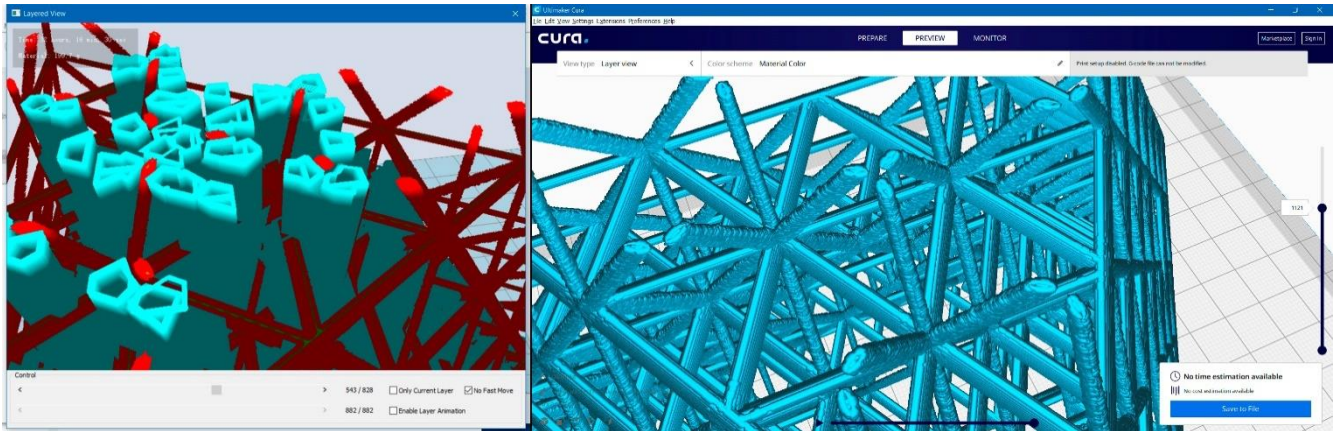 Layered View
Control
543 / 828
Only Current Layer
No Fast Move
882 / 882
Enable Layer Animation
Ultimaker Cura
File Edit View Settings Extensions Preferences Help
cura.
PREPARE
PREVIEW
MONITOR
Marketplace
Sign in
View type Layer view
Color scheme Material Color
Print setup disabled. G-code file can not be modified.
No time estimation available
No cost estimation available
Save to File